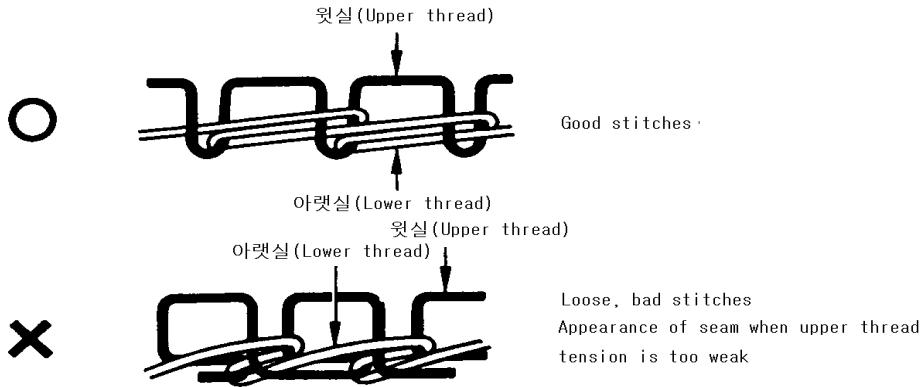 윗실(Upper thread)
Good stitches
아랫실(Lower thread)
윗실(Upper thread)
아랫실(Lower thread)
Loose, bad stitches
Appearance of seam when upper thread
tension is too weak